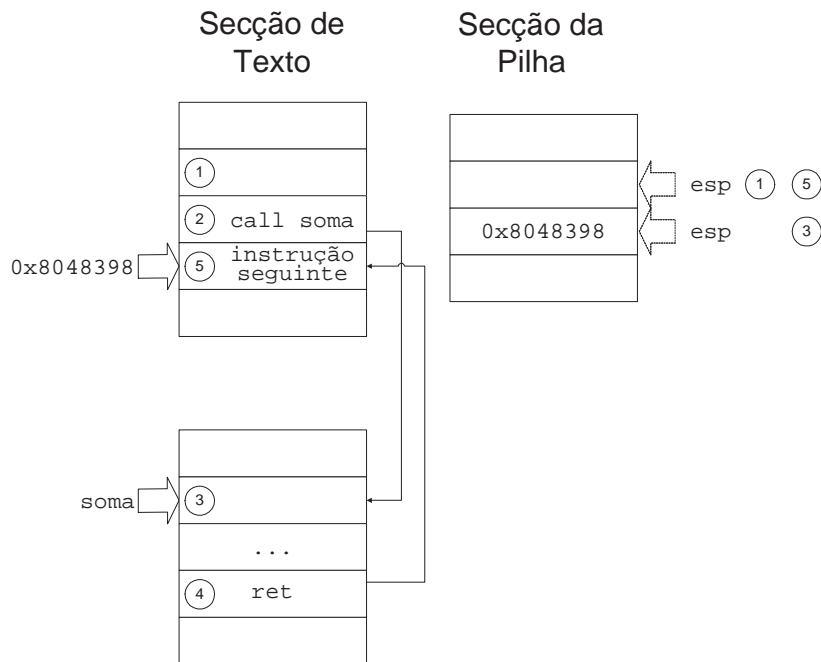 Secção de
Texto
Secção da
Pilha
1
esp 1 5
2 call soma
0x8048398
esp 3
0x8048398
5 instrução
seguinte
soma
3
...
4 ret